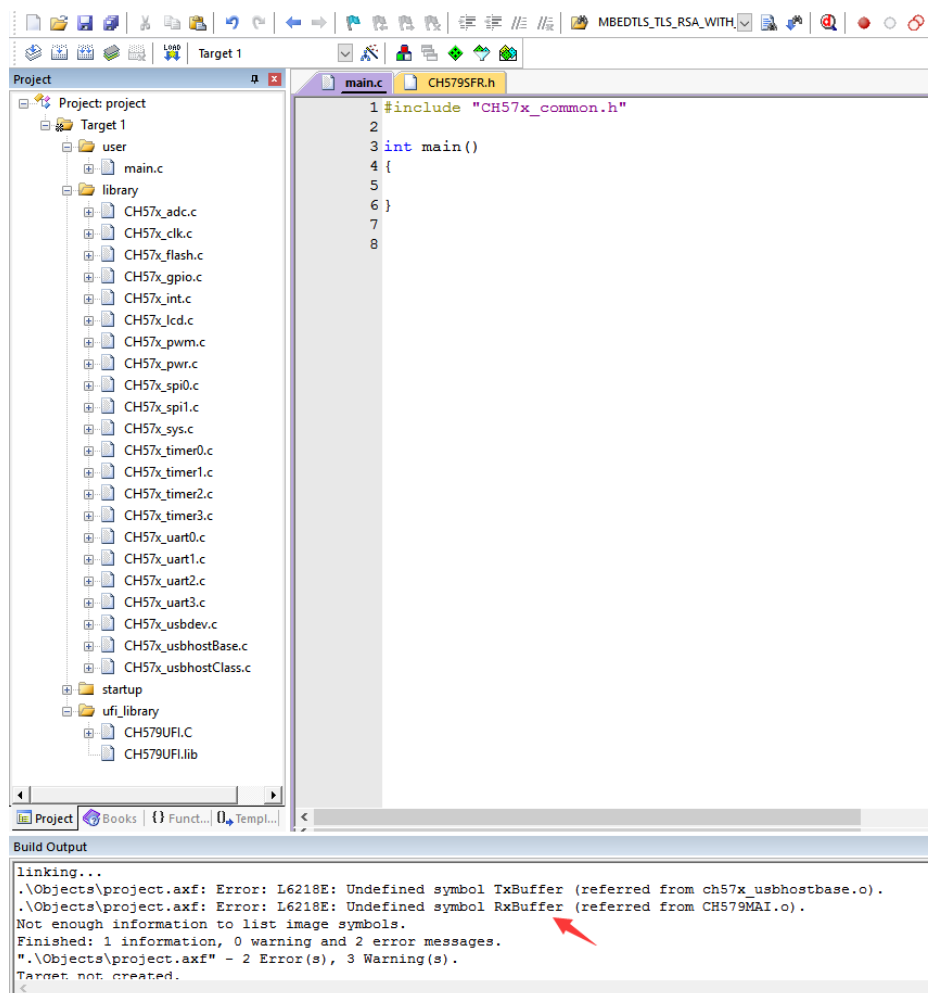 MBEDTLS_TLS_RSA_WITH_
LOAD
Target 1
Project
main.c
CH579SFR.h
Project: project
Target 1
user
main.c
library
CH57x_adc.c
CH57x_clk.c
CH57x_flash.c
CH57x_gpio.c
CH57x_int.c
CH57x_lcd.c
CH57x_pwm.c
CH57x_pwr.c
CH57x_spi0.c
CH57x_spi1.c
CH57x_sys.c
CH57x_timer0.c
CH57x_timer1.c
CH57x_timer2.c
CH57x_timer3.c
CH57x_uart0.c
CH57x_uart1.c
CH57x_uart2.c
CH57x_uart3.c
CH57x_usbdev.c
CH57x_usbhostBase.c
CH57x_usbhostClass.c
startup
ufi_library
CH579UFI.C
CH579UFI.lib
1 #include "CH57x_common.h"
2
3 int main()
4 {
5
6 }
7
8
Project Books {} Funct... 0 Templ...
Build Output
linking...
.\Objects\project.axf: Error: L6218E: Undefined symbol TxBuffer (referred from ch57x_usbhostbase.o).
.\Objects\project.axf: Error: L6218E: Undefined symbol RxBuffer (referred from CH579MAI.o).
Not enough information to list image symbols.
Finished: 1 information, 0 warning and 2 error messages.
".\Objects\project.axf" - 2 Error(s), 3 Warning(s).
Target not created.